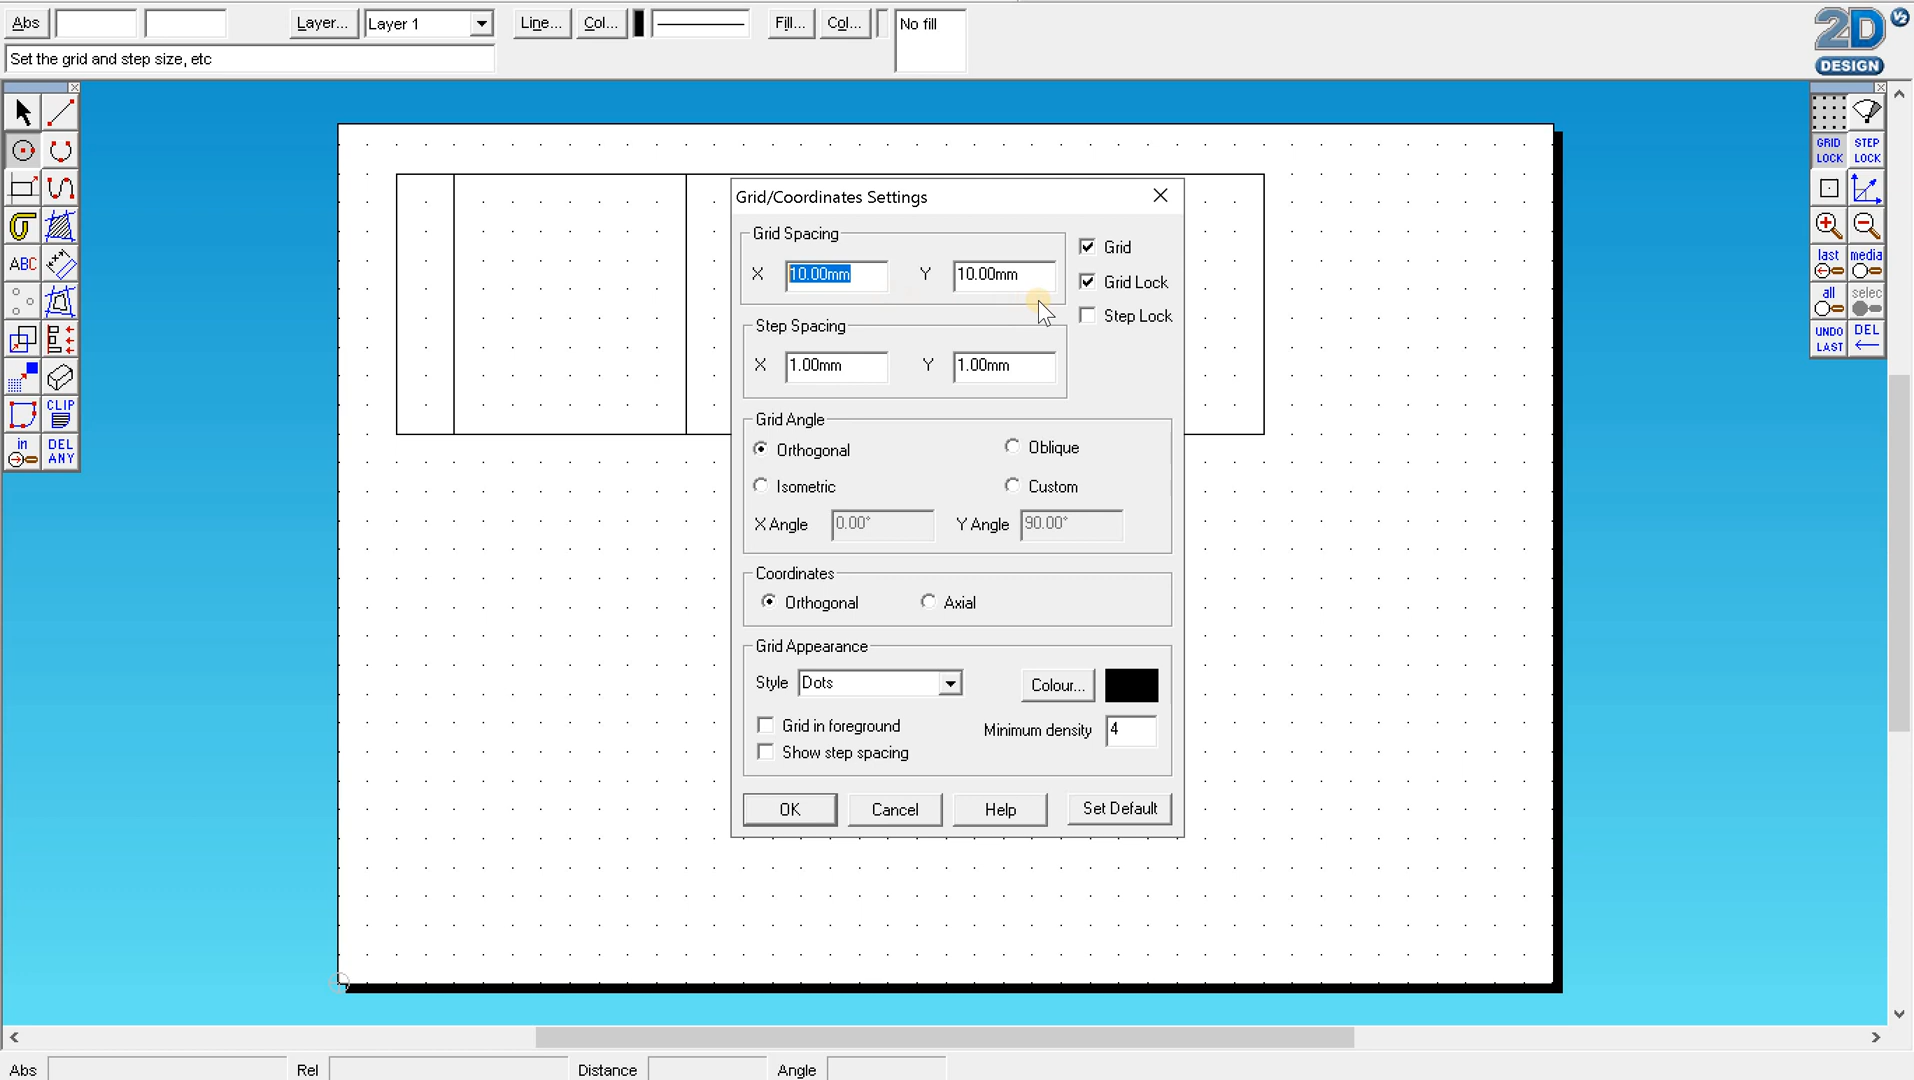 Abs
Layer...
Layer 1
Line...
Col...
Fill...
Col...
No fill
2D V2
DESIGN
Set the grid and step size, etc
GRID
LOCK
STEP
LOCK
ABC
last
media
all
selec
UNDO
LAST
DEL
CLIP
in
DEL
ANY
Grid/Coordinates Settings
Grid Spacing
X 10.00mm Y 10.00mm
Grid
Grid Lock
Step Lock
Step Spacing
X 1.00mm Y 1.00mm
Grid Angle
Orthogonal
Oblique
Isometric
Custom
X Angle 0.00° Y Angle 90.00°
Coordinates
Orthogonal
Axial
Grid Appearance
Style Dots
Colour...
Grid in foreground
Minimum density 4
Show step spacing
OK
Cancel
Help
Set Default
Abs
Rel
Distance
Angle